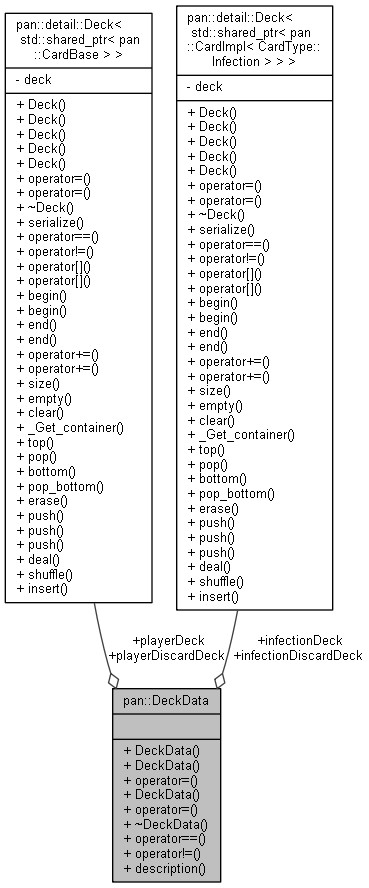 pan::detail::Deck<
std::shared_ptr< pan
::CardBase > >
- deck
+ Deck()
+ Deck()
+ Deck()
+ Deck()
+ Deck()
+ operator=()
+ operator=()
+ ~Deck()
+ serialize()
+ operator==()
+ operator!=()
+ operator[]()
+ operator[]()
+ begin()
+ begin()
+ end()
+ end()
+ operator+=()
+ operator+=()
+ size()
+ empty()
+ clear()
+ _Get_container()
+ top()
+ pop()
+ bottom()
+ pop_bottom()
+ erase()
+ push()
+ push()
+ push()
+ deal()
+ shuffle()
+ insert()
pan::detail::Deck<
std::shared_ptr< pan
::CardImpl< CardType::
Infection > > >
- deck
+ Deck()
+ Deck()
+ Deck()
+ Deck()
+ Deck()
+ operator=()
+ operator=()
+ ~Deck()
+ serialize()
+ operator==()
+ operator!=()
+ operator[]()
+ operator[]()
+ begin()
+ begin()
+ end()
+ end()
+ operator+=()
+ operator+=()
+ size()
+ empty()
+ clear()
+ _Get_container()
+ top()
+ pop()
+ bottom()
+ pop_bottom()
+ erase()
+ push()
+ push()
+ push()
+ deal()
+ shuffle()
+ insert()
+playerDeck
+playerDiscardDeck
+infectionDeck
+infectionDiscardDeck
pan::DeckData
+ DeckData()
+ DeckData()
+ operator=()
+ DeckData()
+ operator=()
+ ~DeckData()
+ operator==()
+ operator!=()
+ description()